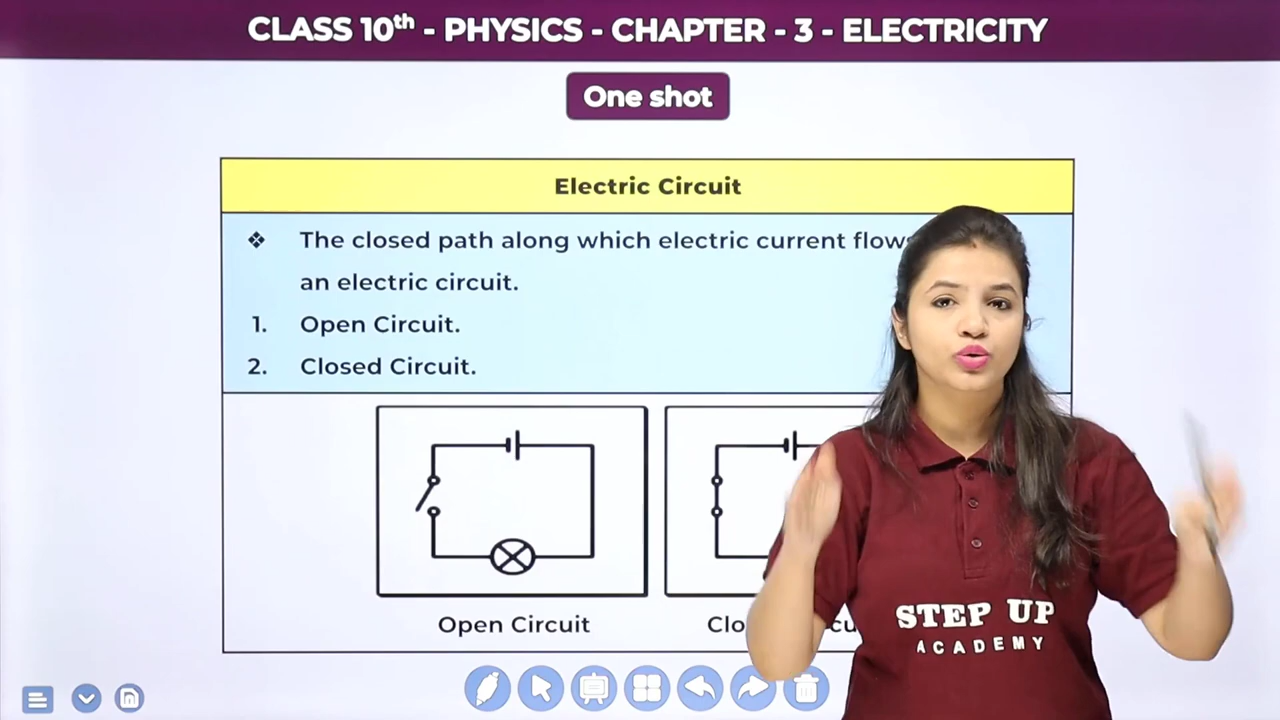 CLASS 10th - PHYSICS - CHAPTER - 3 - ELECTRICITY
One shot
Electric Circuit
❖ The closed path along which electric current flows
an electric circuit.
1. Open Circuit.
2. Closed Circuit.
Open Circuit
STEP UP
ACADEMY